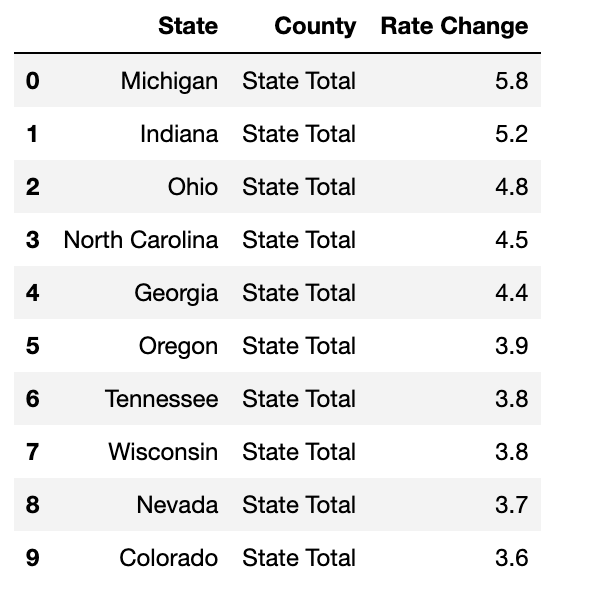 State County Rate Change
0 Michigan State Total 5.8
1 Indiana State Total 5.2
2 Ohio State Total 4.8
3 North Carolina State Total 4.5
4 Georgia State Total 4.4
5 Oregon State Total 3.9
6 Tennessee State Total 3.8
7 Wisconsin State Total 3.8
8 Nevada State Total 3.7
9 Colorado State Total 3.6